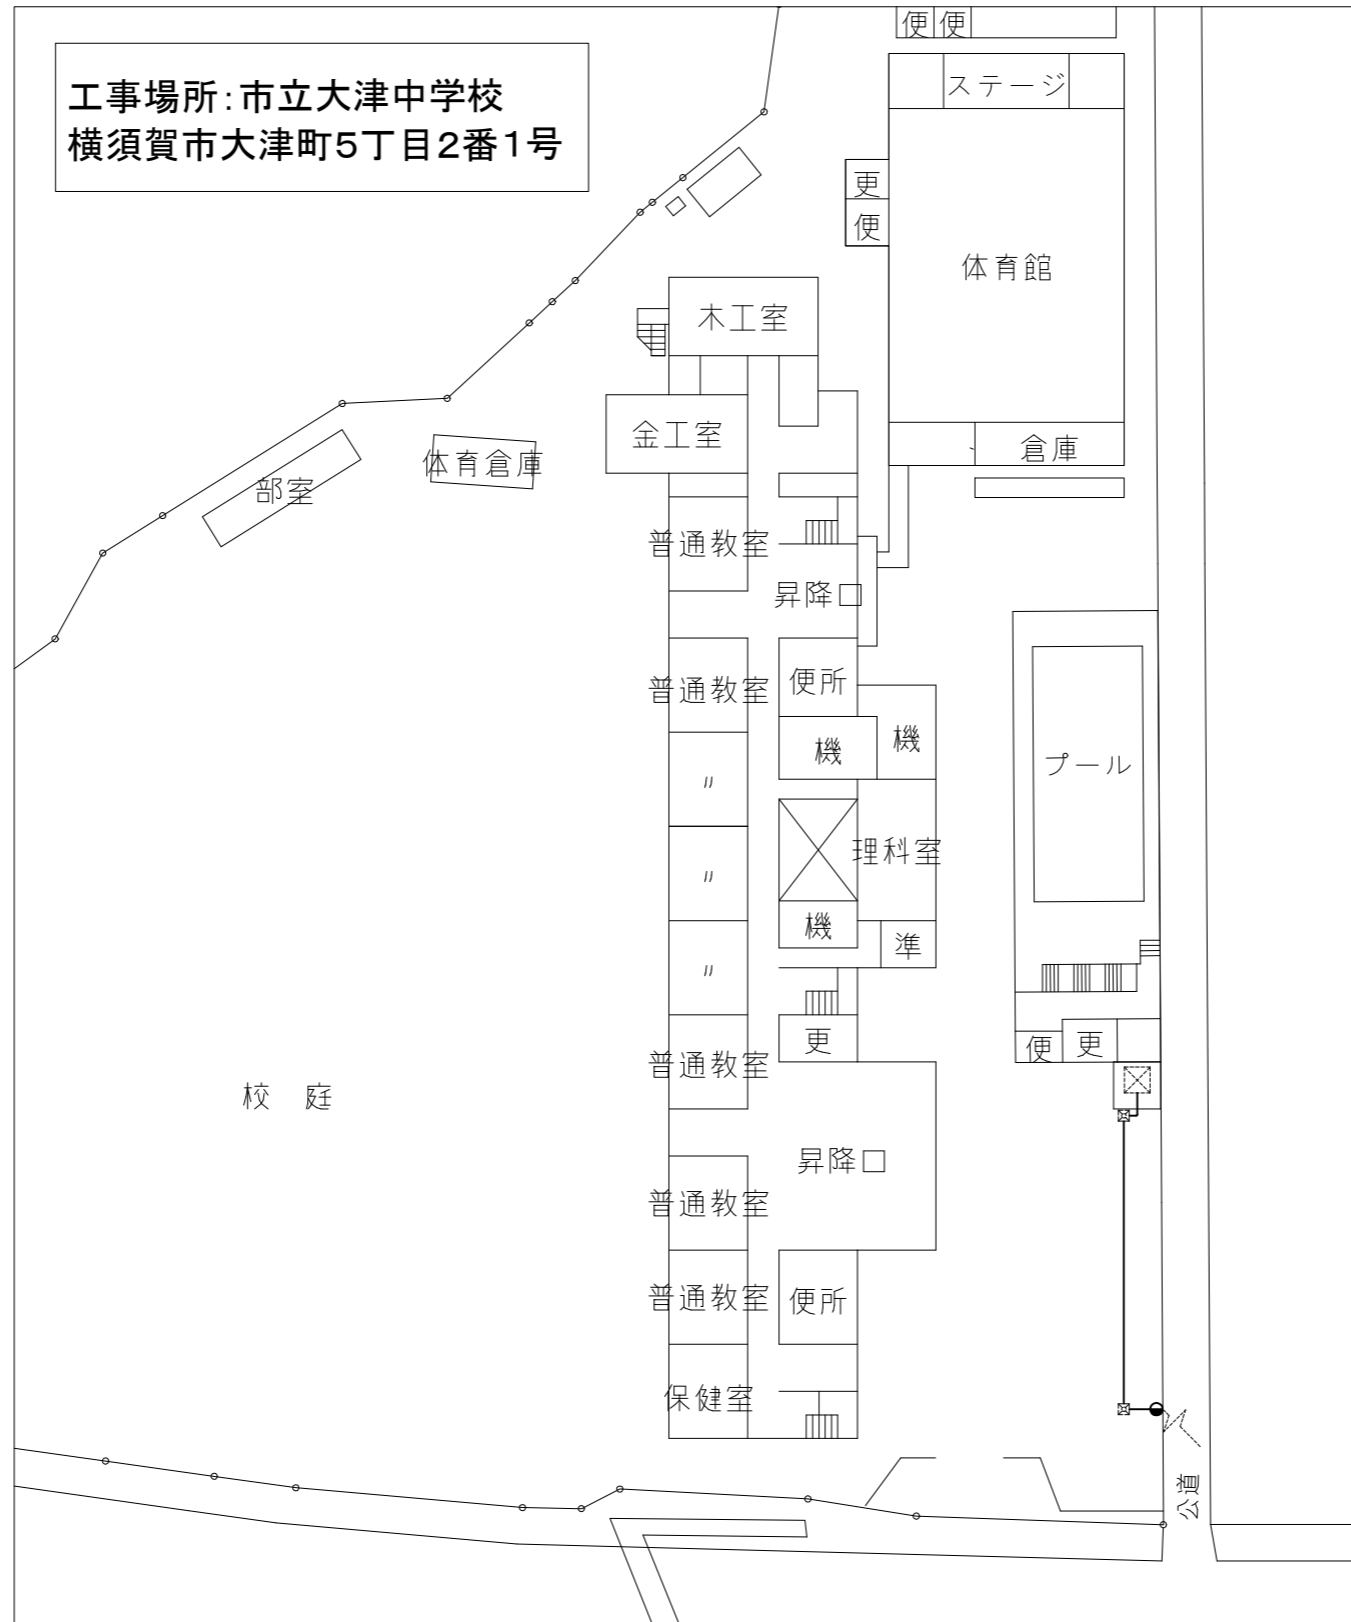 便 便
ステージ
工事場所:市立大津中学校
横須賀市大津町5丁目2番1号
更
便
体育館
木工室
金工室
倉庫
体育倉庫
部室
普通教室
昇降口
普通教室
便所
機
機
プール
〃
理科室
〃
機
準
〃
更
便
更
普通教室
校 庭
昇降口
普通教室
普通教室
便所
保健室
公道